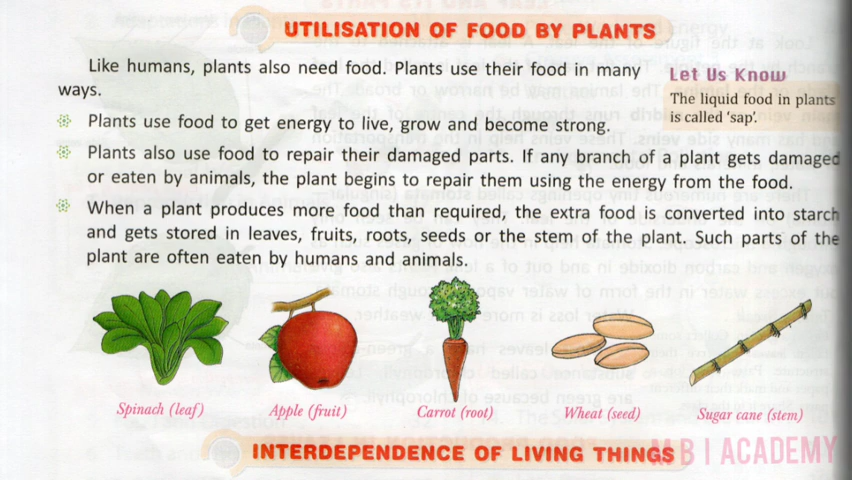 UTILISATION OF FOOD BY PLANTS
Like humans, plants also need food. Plants use their food in many
ways.
Let Us Know
The liquid food in plants
is called ‘sap’.
Plants use food to get energy to live, grow and become strong.
Plants also use food to repair their damaged parts. If any branch of a plant gets damaged
or eaten by animals, the plant begins to repair them using the energy from the food.
When a plant produces more food than required, the extra food is converted into starch
and gets stored in leaves, fruits, roots, seeds or the stem of the plant. Such parts of the
plant are often eaten by humans and animals.
Spinach (leaf) Apple (fruit) Carrot (root) Wheat (seed) Sugar cane (stem)
INTERDEPENDENCE OF LIVING THINGS
M B I ACADEMY